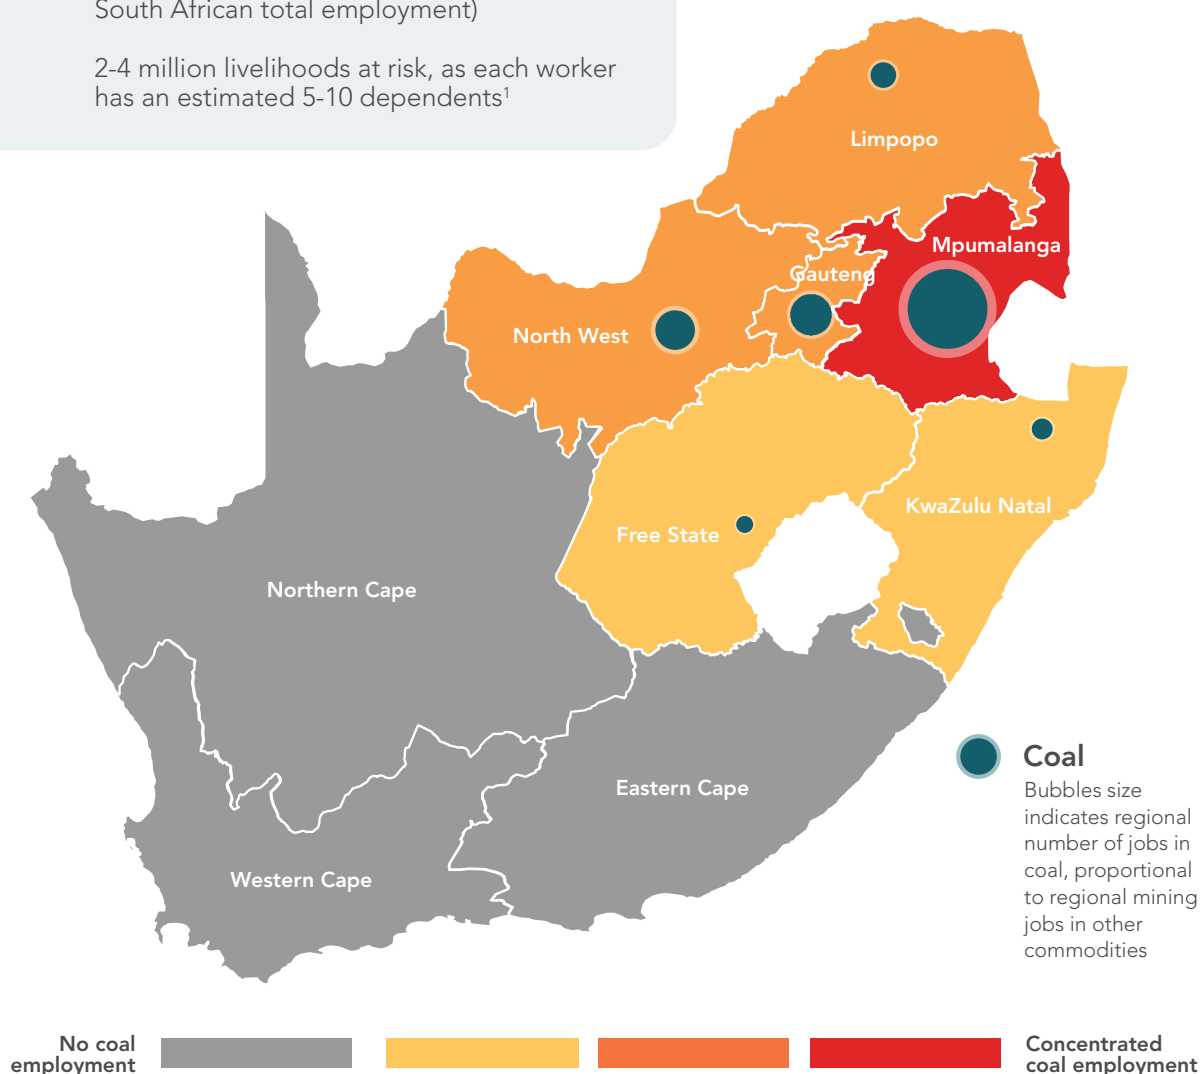 South African total employment)
2-4 million livelihoods at risk, as each worker
has an estimated 5-10 dependents¹
Limpopo
Mpumalanga
Gauteng
North West
KwaZulu Natal
Free State
Northern Cape
Eastern Cape
Western Cape
Coal
Bubbles size
indicates regional
number of jobs in
coal, proportional
to regional mining
jobs in other
commodities
No coal
employment
Concentrated
coal employment